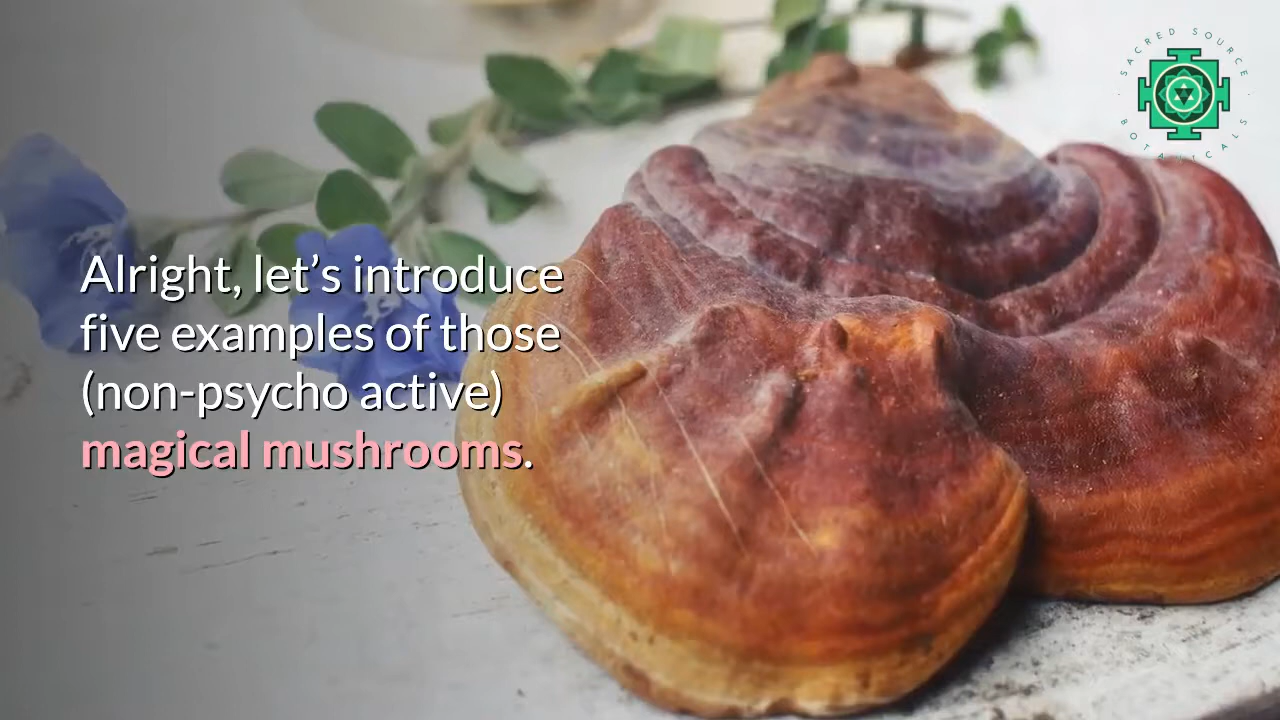 SACRED SOURCE
BOTANICALS
Alright, let’s introduce
five examples of those
(non-psycho active)
magical mushrooms.